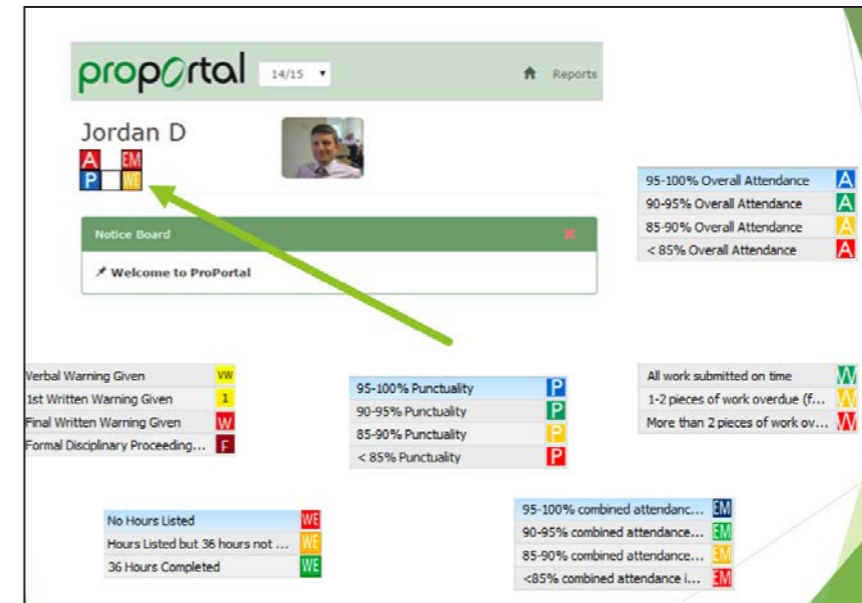 proportal 14/15 Reports
Jordan D
A EM
P WE
Notice Board
Welcome to ProPortal
95-100% Overall Attendance A
90-95% Overall Attendance A
85-90% Overall Attendance A
< 85% Overall Attendance A
Verbal Warning Given VW
1st Written Warning Given 1
Final Written Warning Given W
Formal Disciplinary Proceeding... F
95-100% Punctuality P
90-95% Punctuality P
85-90% Punctuality P
< 85% Punctuality P
All work submitted on time W
1-2 pieces of work overdue (f... W
More than 2 pieces of work ov... W
No Hours Listed WE
Hours Listed but 36 hours not ... WE
36 Hours Completed WE
95-100% combined attendanc... EM
90-95% combined attendance... EM
85-90% combined attendance... EM
<85% combined attendance i... EM